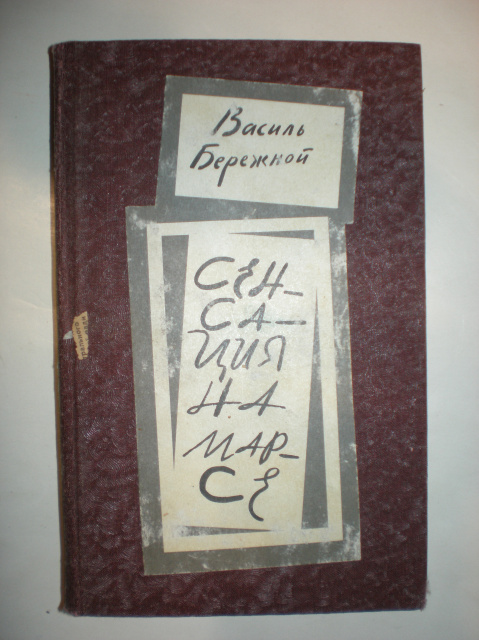 Василь
Бережной
СЕН-
СА-
ЦИЯ
НА
МАР-
СЕ